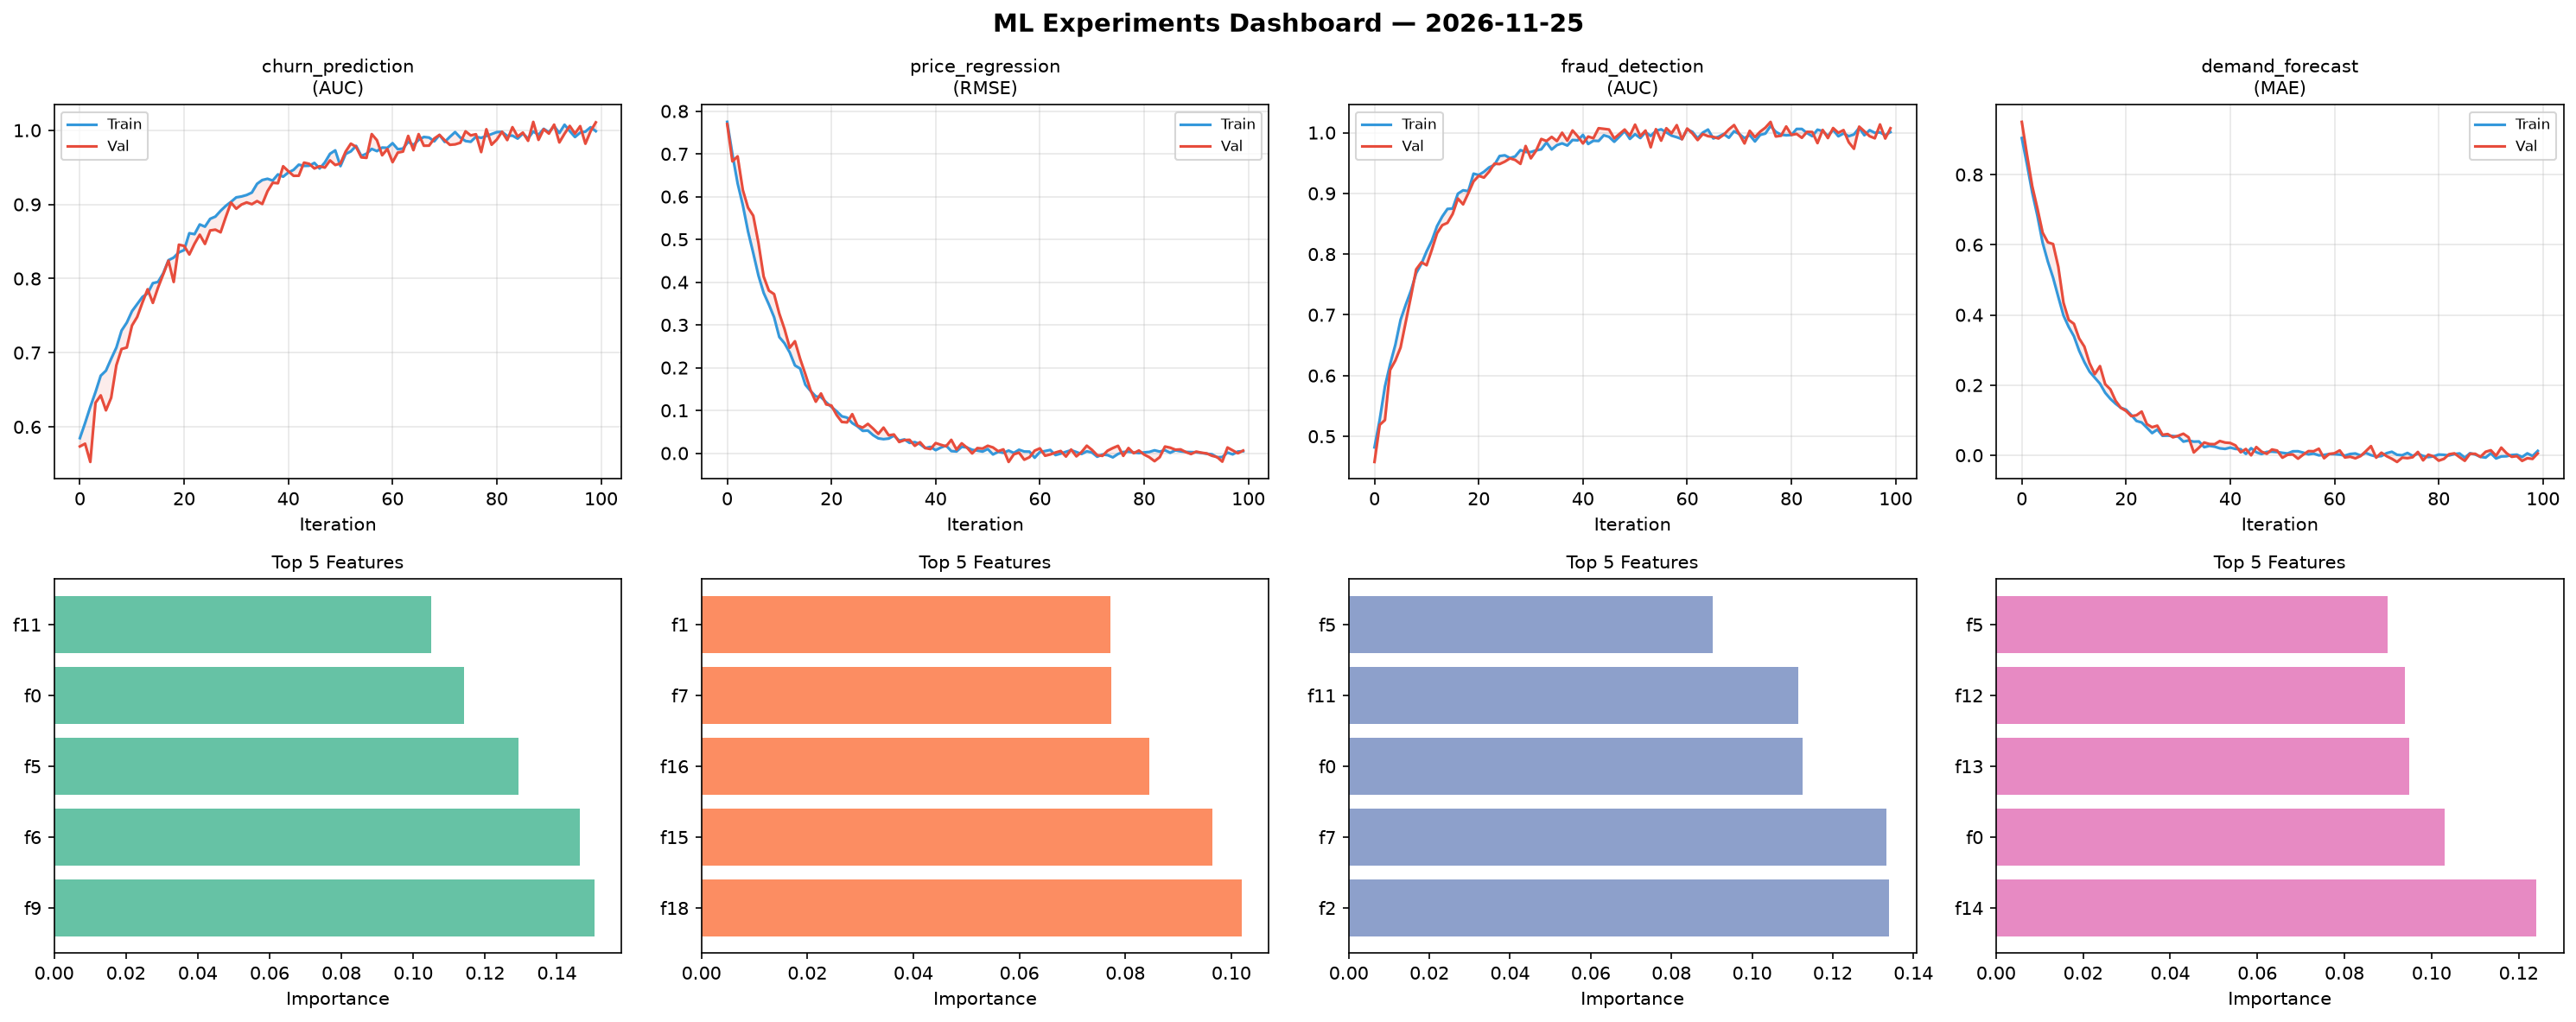 ML Experiments Dashboard — 2026-11-25
churn_prediction
(AUC)
Train
Val
1.0
0.9
0.8
0.7
0.6
0 20 40 60 80 100
Iteration
price_regression
(RMSE)
Train
Val
0.8
0.7
0.6
0.5
0.4
0.3
0.2
0.1
0.0
0 20 40 60 80 100
Iteration
fraud_detection
(AUC)
Train
Val
1.0
0.9
0.8
0.7
0.6
0.5
0 20 40 60 80 100
Iteration
demand_forecast
(MAE)
Train
Val
0.8
0.6
0.4
0.2
0.0
0 20 40 60 80 100
Iteration
Top 5 Features
f11
f0
f5
f6
f9
0.00 0.02 0.04 0.06 0.08 0.10 0.12 0.14
Importance
Top 5 Features
f1
f7
f16
f15
f18
0.00 0.02 0.04 0.06 0.08 0.10
Importance
Top 5 Features
f5
f11
f0
f7
f2
0.00 0.02 0.04 0.06 0.08 0.10 0.12 0.14
Importance
Top 5 Features
f5
f12
f13
f0
f14
0.00 0.02 0.04 0.06 0.08 0.10 0.12
Importance